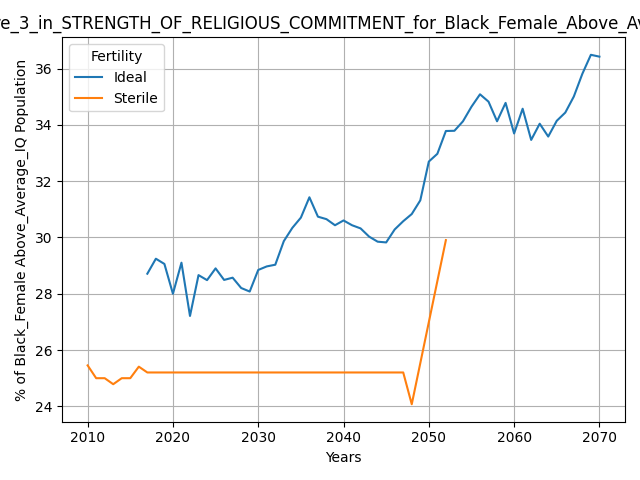 3_in_STRENGTH_OF_RELIGIOUS_COMMITMENT_for_Black_Female_Above
Fertility
Ideal
Sterile
% of Black_Female Above_Average_IQ Population
36
34
32
30
28
26
24
2010
2020
2030
2040
2050
2060
2070
Years